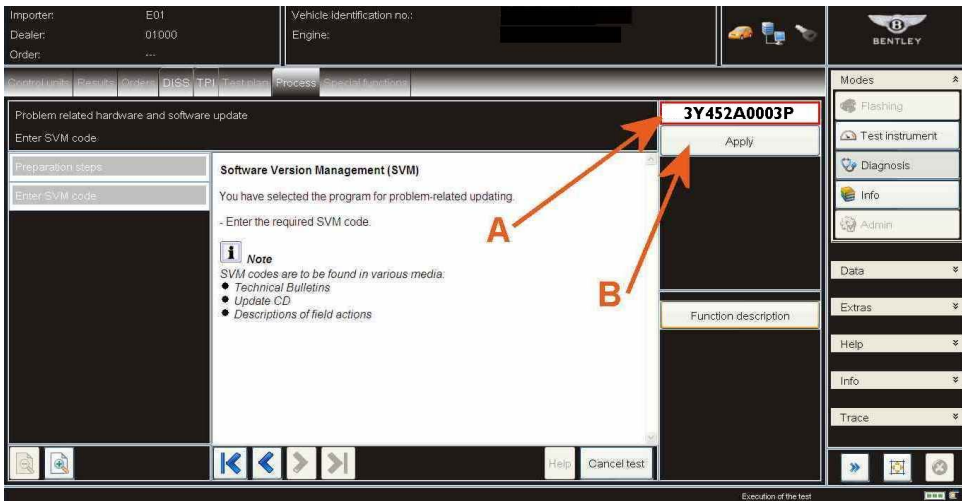 Importer: E01
Dealer: 01000
Order: ---
Vehicle identification no.:
Engine:
BENTLEY
Control units Results Orders DISS TPI Test plan Process Special functions
Problem related hardware and software update
Enter SVM code
3Y452A0003P
Apply
Preparation steps
Enter SVM code
Software Version Management (SVM)
You have selected the program for problem-related updating.
- Enter the required SVM code.
i Note
SVM codes are to be found in various media:
● Technical Bulletins
● Update CD
● Descriptions of field actions
A
B
Function description
Help Cancel test
Modes
Flashing
Test instrument
Diagnosis
Info
Admin
Data
Extras
Help
Info
Trace
Execution of the test